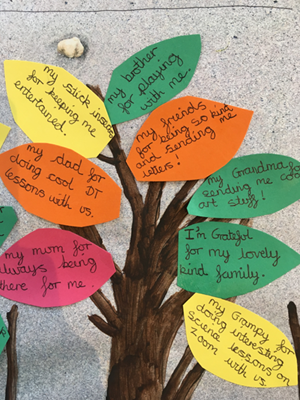 my brother
for playing
with me.
my stick insects
for keeping me
entertained.
my friends
for being so kind
and sending me
letters!
my dad for
doing cool DT
lessons with us.
my Grandma for
sending me cool
art stuff!
I'm Grateful
for my lovely
kind family.
my mum for
always being
there for me.
my Grampy for
doing interesting
science lessons on
Zoom with us.